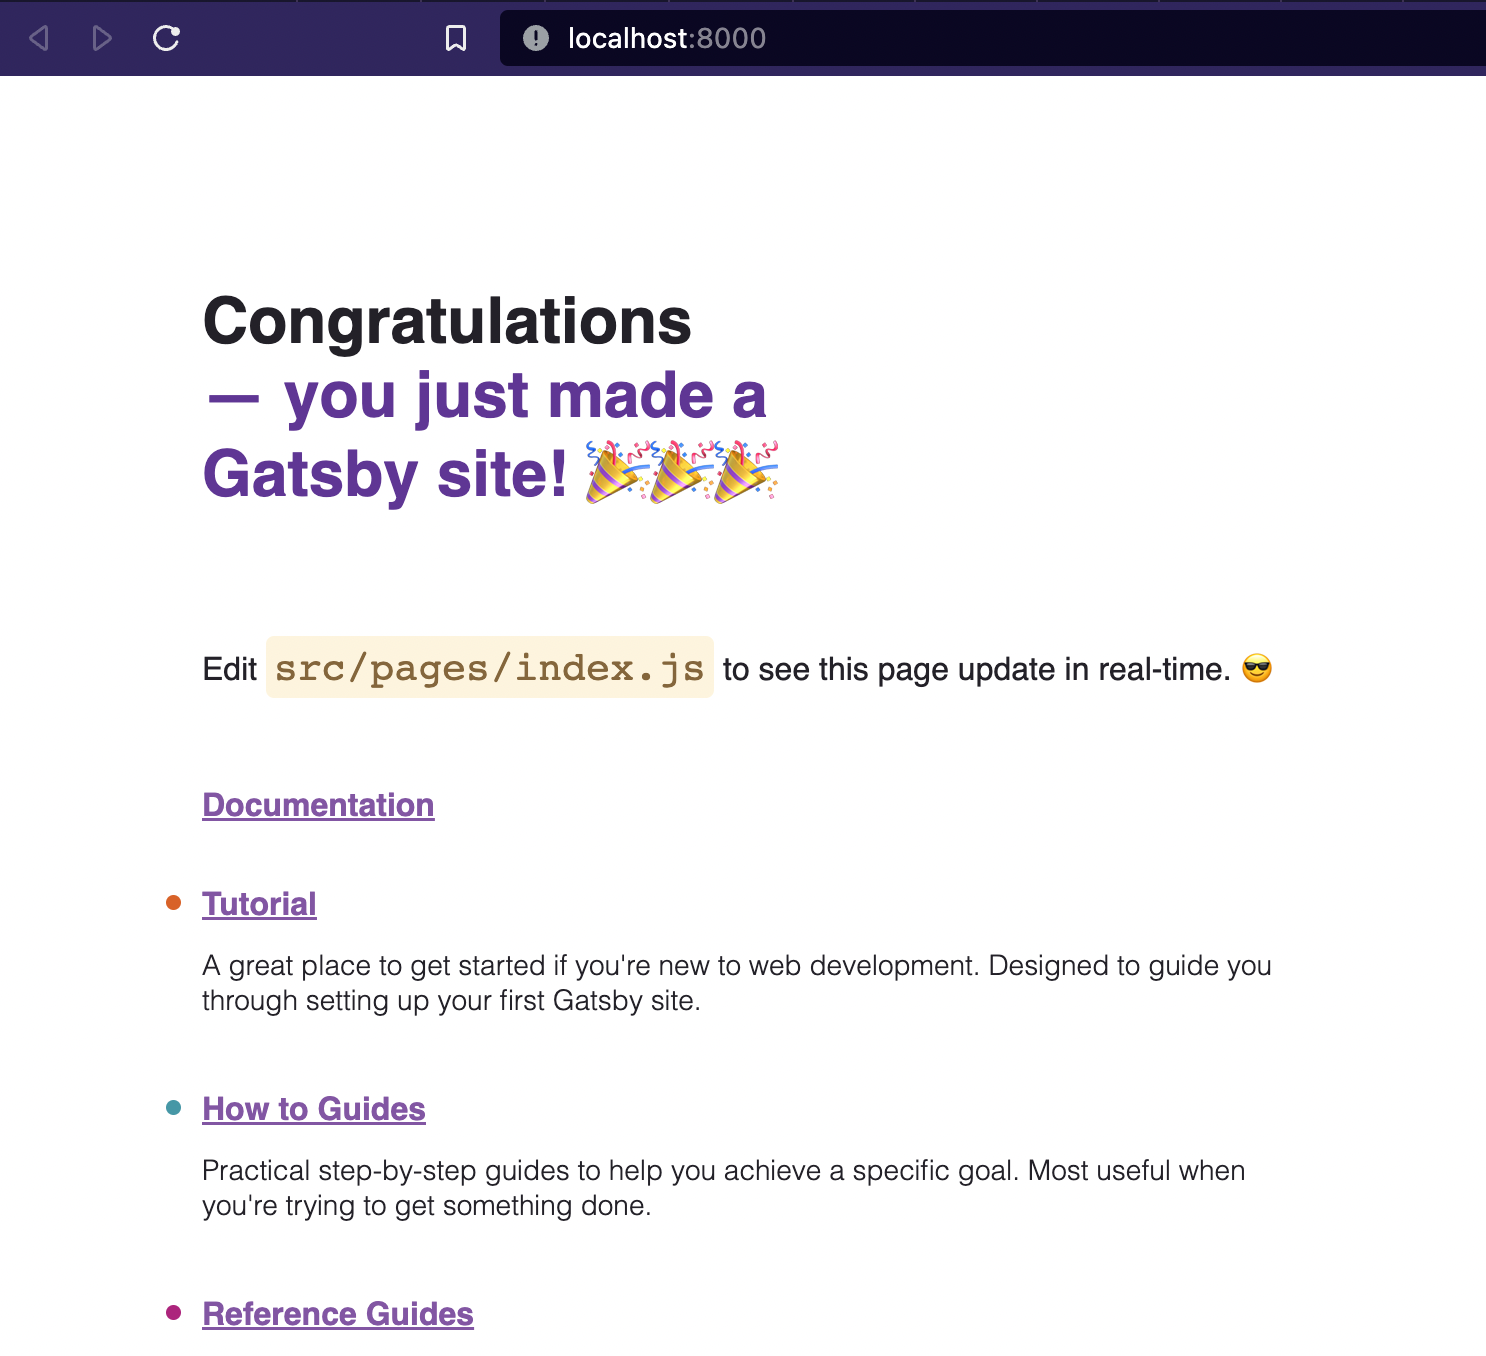 localhost:8000
Congratulations
— you just made a
Gatsby site! 🎉🎉🎉
Edit src/pages/index.js to see this page update in real-time. 😎
Documentation
Tutorial
A great place to get started if you're new to web development. Designed to guide you
through setting up your first Gatsby site.
How to Guides
Practical step-by-step guides to help you achieve a specific goal. Most useful when
you're trying to get something done.
Reference Guides